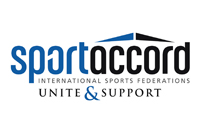 sportaccord
INTERNATIONAL SPORTS FEDERATIONS
UNITE & SUPPORT